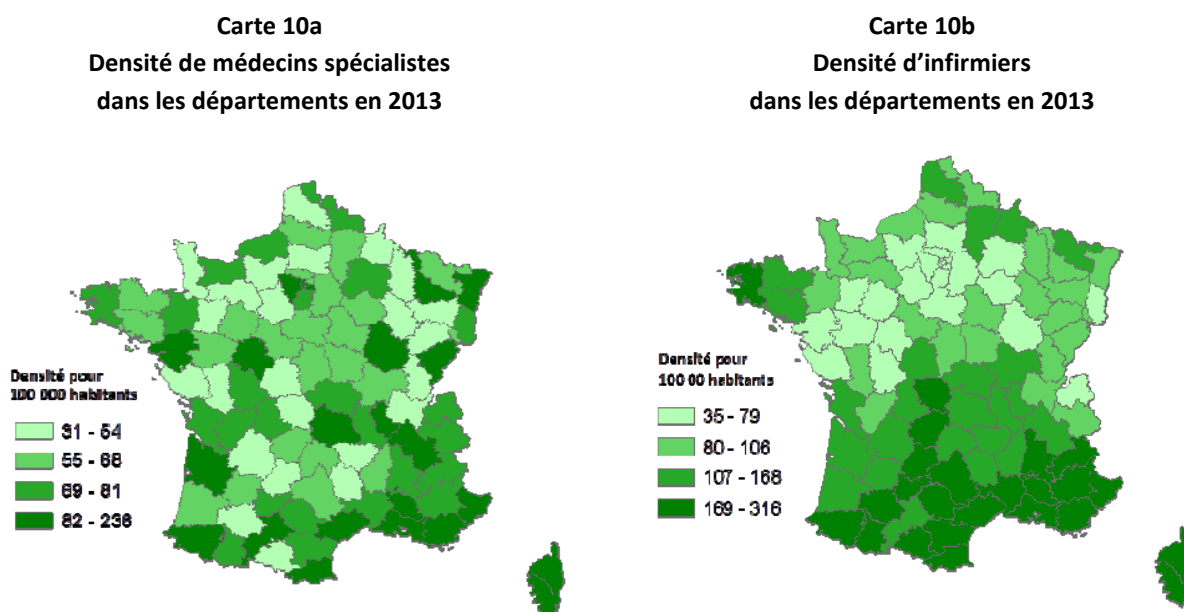 Carte 10a
Densité de médecins spécialistes
dans les départements en 2013
Densité pour
100 000 habitants
31 - 54
55 - 68
69 - 81
82 - 236
Carte 10b
Densité d’infirmiers
dans les départements en 2013
Densité pour
100 00 habitants
35 - 79
80 - 106
107 - 168
169 - 316